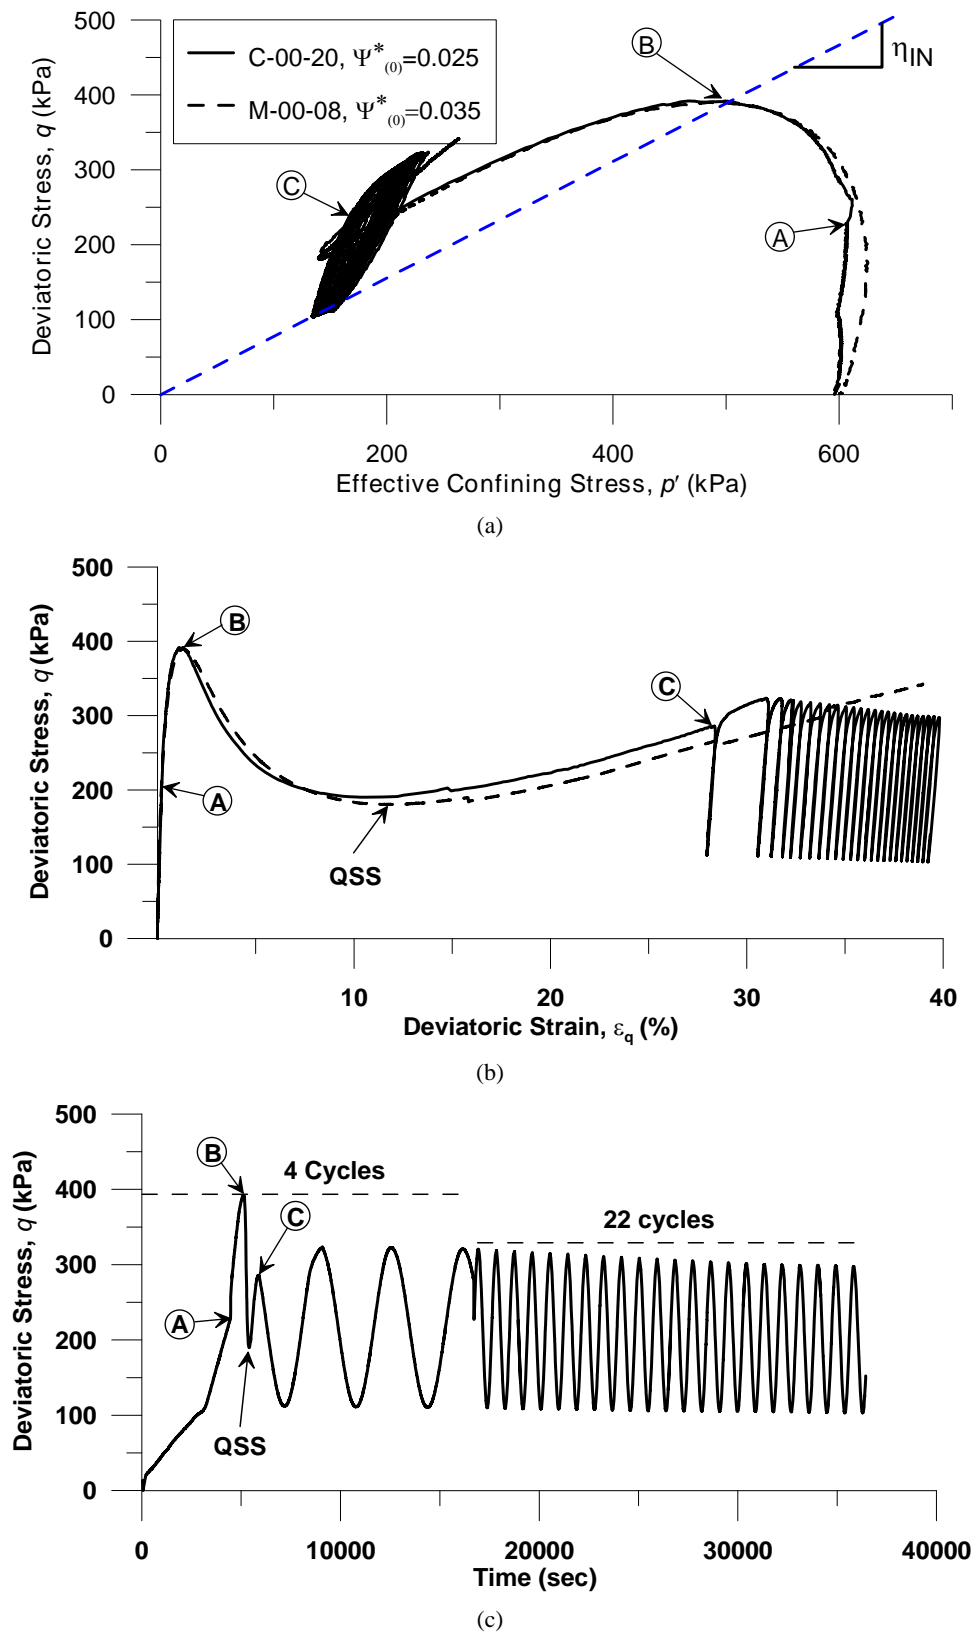 500
400
300
200
100
0
Deviatoric Stress, q (kPa)
C-00-20, Ψ*(0)=0.025
M-00-08, Ψ*(0)=0.035
B
ηIN
C
A
0
200
400
600
Effective Confining Stress, p' (kPa)
(a)
500
400
300
200
100
0
Deviatoric Stress, q (kPa)
B
C
A
QSS
10
20
30
40
Deviatoric Strain, εq (%)
(b)
500
400
300
200
100
0
Deviatoric Stress, q (kPa)
B
4 Cycles
C
22 cycles
A
QSS
0
10000
20000
30000
40000
Time (sec)
(c)